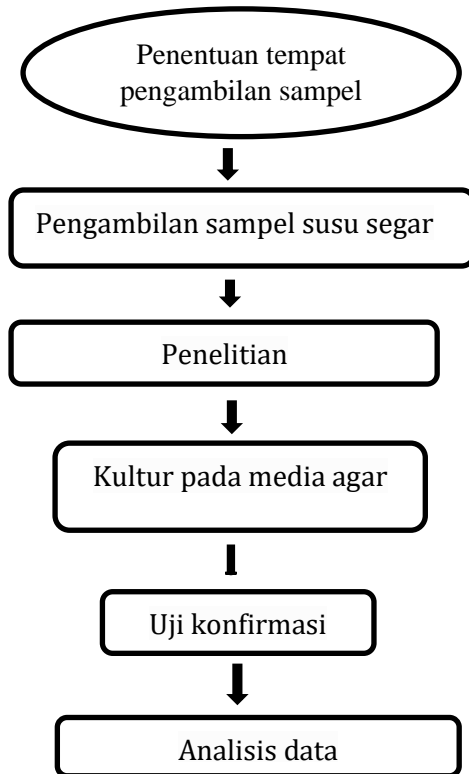 Penentuan tempat
pengambilan sampel
Pengambilan sampel susu segar
Penelitian
Kultur pada media agar
Uji konfirmasi
Analisis data